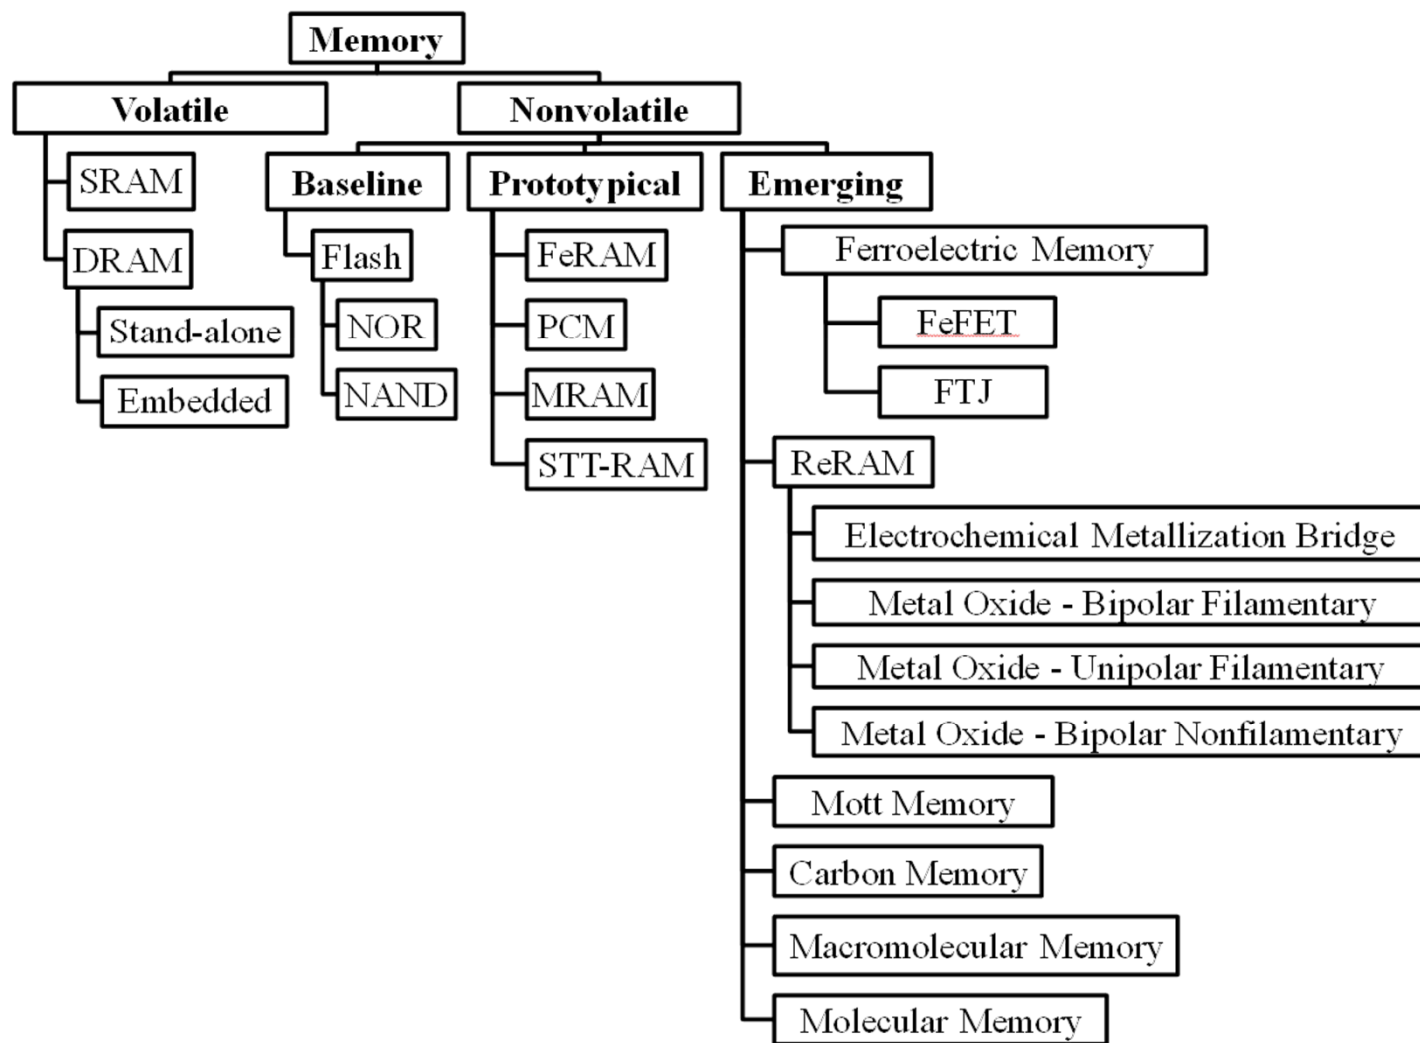 Memory
Volatile
Nonvolatile
SRAM
DRAM
Stand-alone
Embedded
Baseline
Flash
NOR
NAND
Prototypical
FeRAM
PCM
MRAM
STT-RAM
Emerging
Ferroelectric Memory
FeFET
FTJ
ReRAM
Electrochemical Metallization Bridge
Metal Oxide - Bipolar Filamentary
Metal Oxide - Unipolar Filamentary
Metal Oxide - Bipolar Nonfilamentary
Mott Memory
Carbon Memory
Macromolecular Memory
Molecular Memory